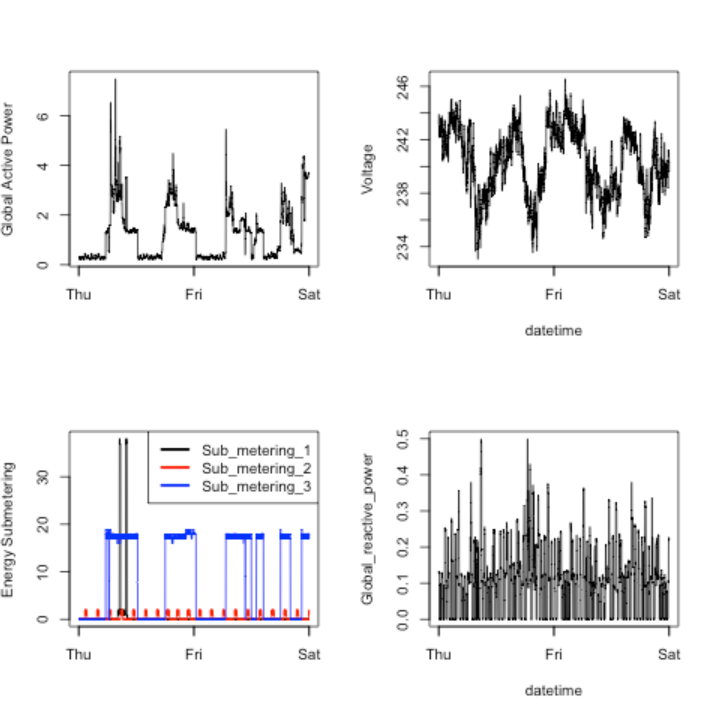 Global Active Power
6
4
2
0
Thu Fri Sat
Voltage
246
242
238
234
Thu Fri Sat
datetime
Energy Submetering
30
20
10
0
Sub_metering_1
Sub_metering_2
Sub_metering_3
Thu Fri Sat
Global_reactive_power
0.5
0.4
0.3
0.2
0.1
0.0
Thu Fri Sat
datetime